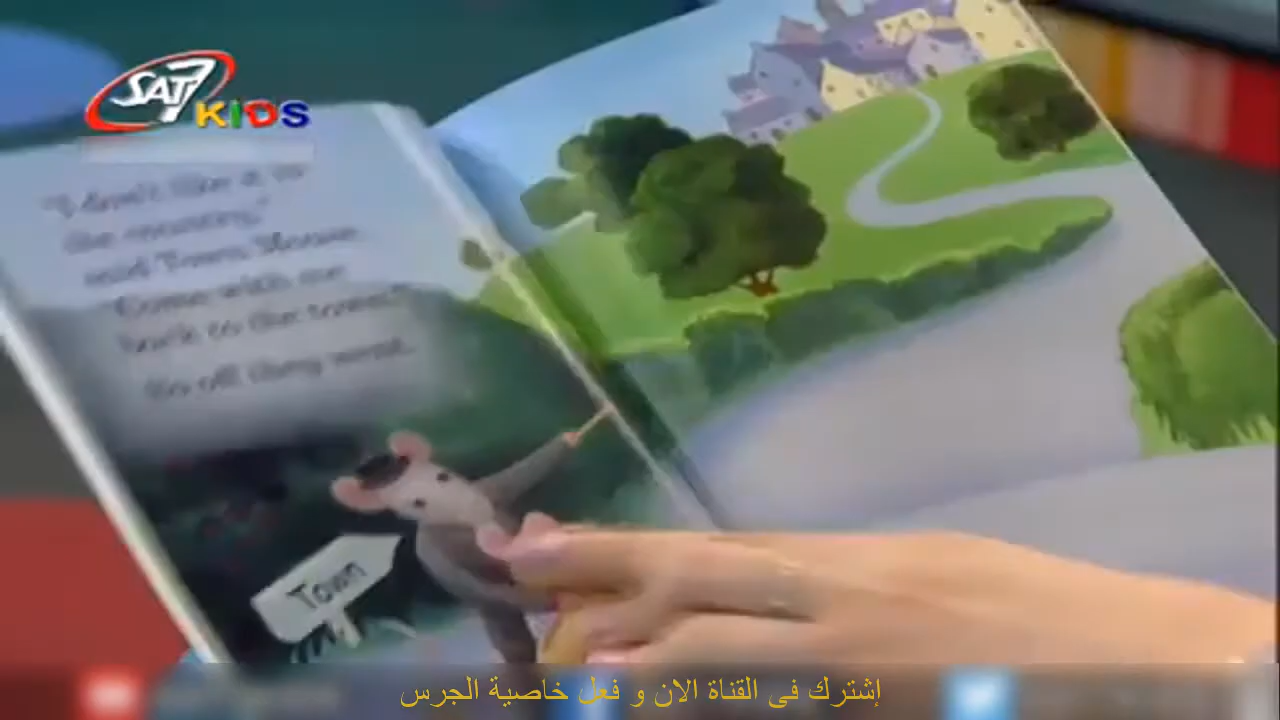 SAT7
KIDS
"I don't like it in
the country,"
said Town Mouse.
"Come with me
back to the town."
So off they went.
Town
إشترك فى القناة الان و فعل خاصية الجرس